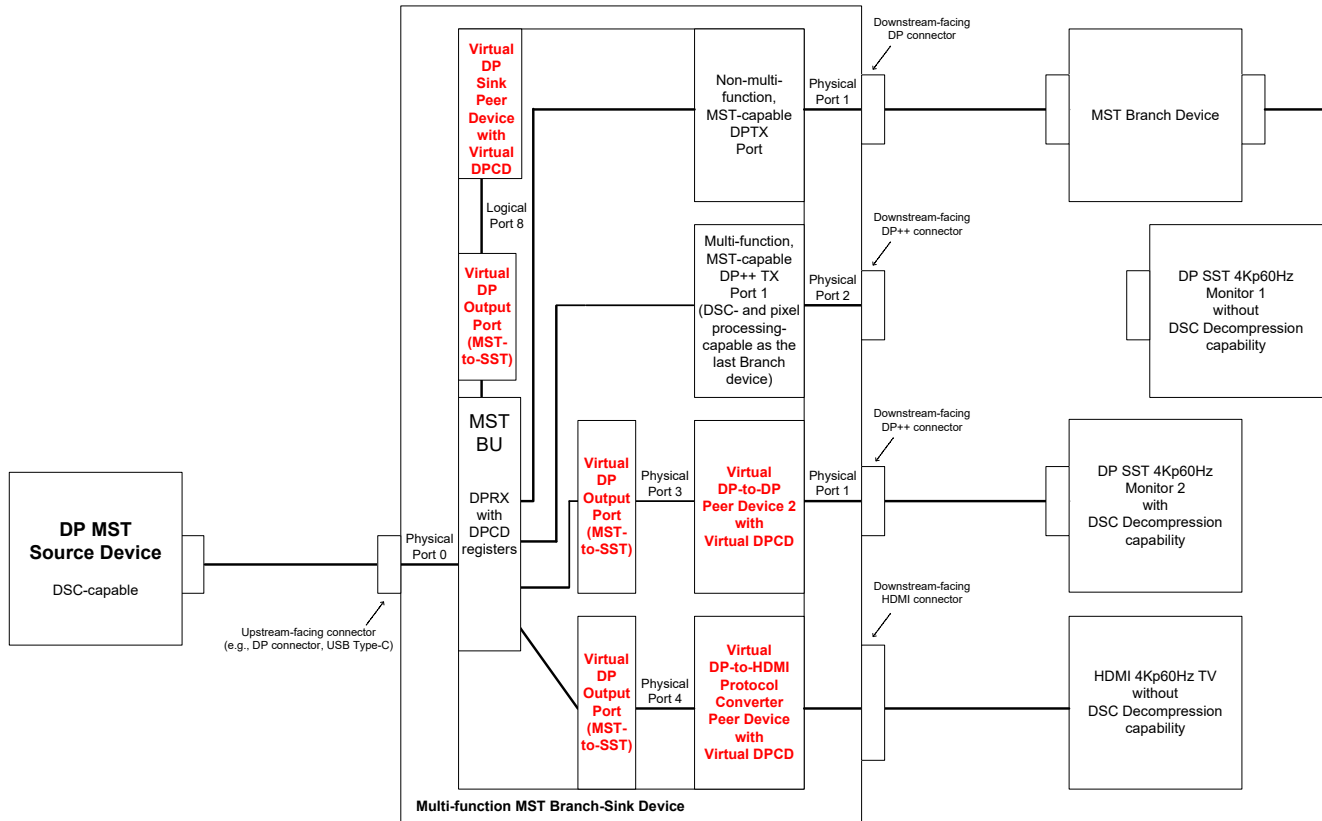 Virtual
DP
Sink
Peer
Device
with
Virtual
DPCD
Logical
Port 8
Virtual
DP
Output
Port
(MST-
to-SST)
MST
BU
DPRX
with
DPCD
registers
Non-multi-
function,
MST-capable
DPTX
Port
Physical
Port 1
Downstream-facing
DP connector
MST Branch Device
Multi-function,
MST-capable
DP++ TX
Port 1
(DSC- and pixel
processing-
capable as the
last Branch
device)
Physical
Port 2
Downstream-facing
DP++ connector
DP SST 4Kp60Hz
Monitor 1
without
DSC Decompression
capability
DP MST
Source Device
DSC-capable
Upstream-facing connector
(e.g., DP connector, USB Type-C)
Physical
Port 0
Virtual
DP
Output
Port
(MST-
to-SST)
Physical
Port 3
Virtual
DP-to-DP
Peer Device 2
with
Virtual DPCD
Physical
Port 1
Downstream-facing
DP++ connector
DP SST 4Kp60Hz
Monitor 2
with
DSC Decompression
capability
Virtual
DP
Output
Port
(MST-
to-SST)
Physical
Port 4
Virtual
DP-to-HDMI
Protocol
Converter
Peer Device
with
Virtual DPCD
Downstream-facing
HDMI connector
HDMI 4Kp60Hz TV
without
DSC Decompression
capability
Multi-function MST Branch-Sink Device